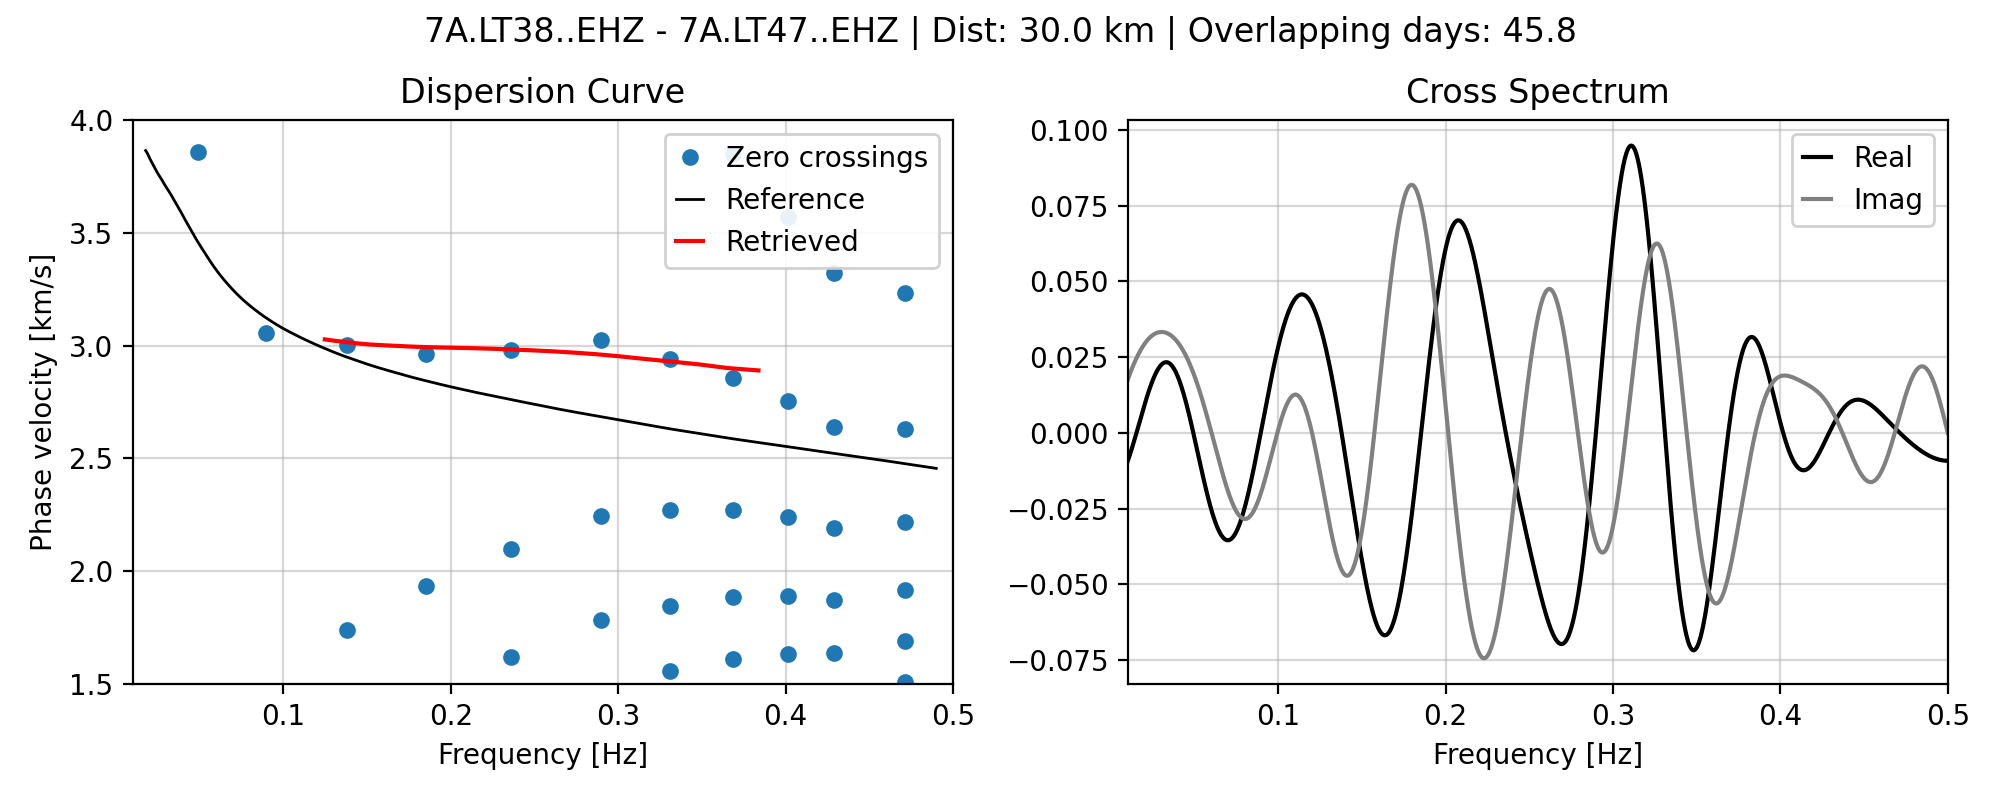 7A.LT38..EHZ - 7A.LT47..EHZ | Dist: 30.0 km | Overlapping days: 45.8
Dispersion Curve
Phase velocity [km/s]
4.0
3.5
3.0
2.5
2.0
1.5
Zero crossings
Reference
Retrieved
0.1
0.2
0.3
0.4
0.5
Frequency [Hz]
Cross Spectrum
0.100
0.075
0.050
0.025
0.000
−0.025
−0.050
−0.075
Real
Imag
0.1
0.2
0.3
0.4
0.5
Frequency [Hz]